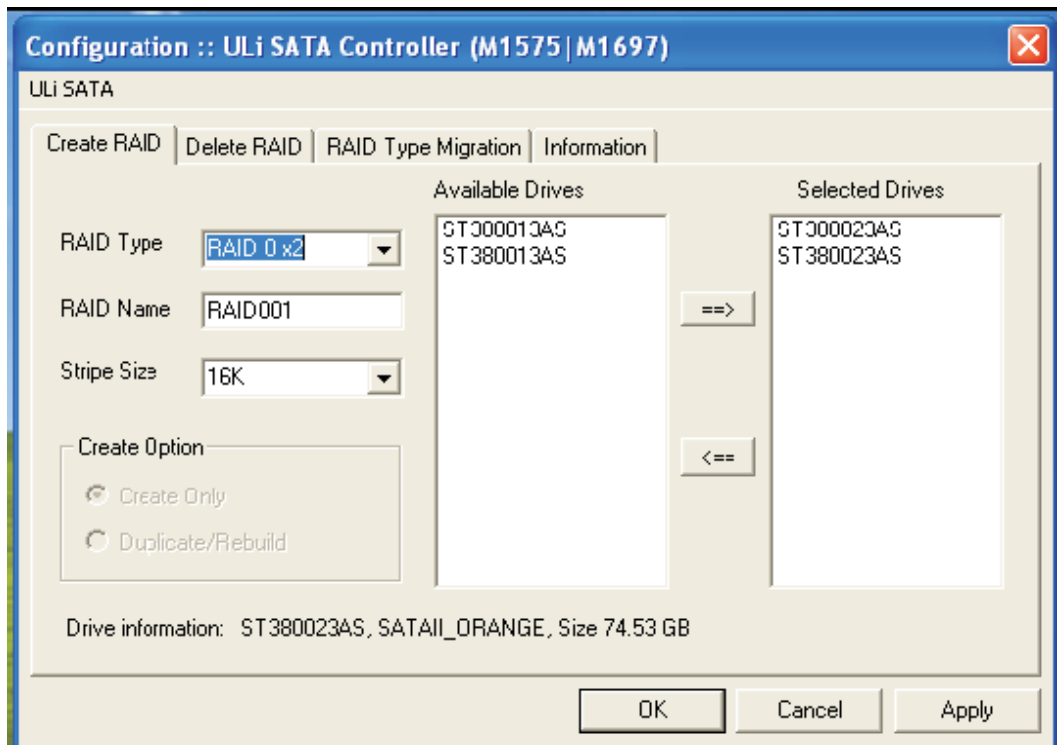 Configuration :: ULi SATA Controller (M1575|M1697)
ULi SATA
Create RAID
Delete RAID
RAID Type Migration
Information
Available Drives
Selected Drives
RAID Type
RAID 0 x2
RAID Name
RAID001
Stripe Size
16K
ST380013AS
ST380023AS
==>
<==
Create Option
Create Only
Duplicate/Rebuild
Drive information: ST380023AS, SATAII_ORANGE, Size 74.53 GB
OK
Cancel
Apply